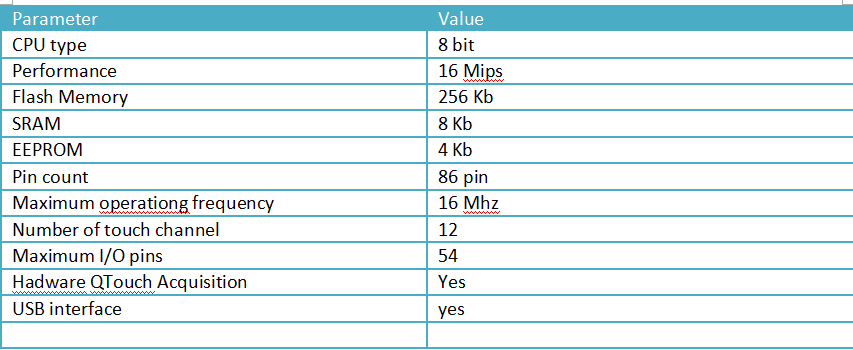 Parameter Value
CPU type 8 bit
Performance 16 Mips
Flash Memory 256 Kb
SRAM 8 Kb
EEPROM 4 Kb
Pin count 86 pin
Maximum operationg frequency 16 Mhz
Number of touch channel 12
Maximum I/O pins 54
Hadware QTouch Acquisition Yes
USB interface yes